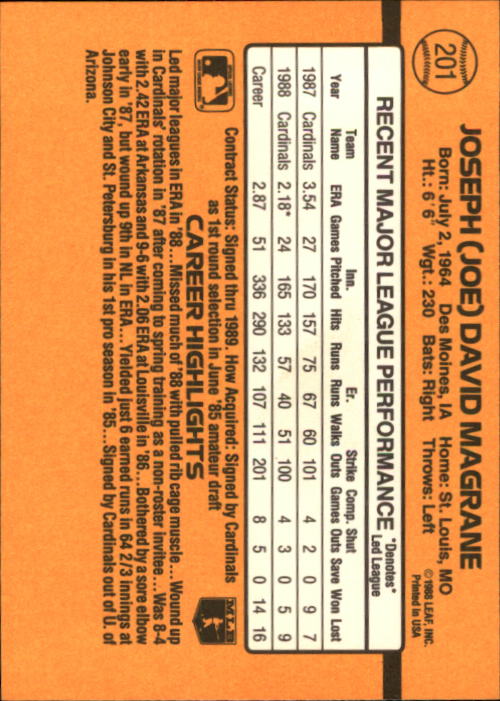 201
JOSEPH (JOE) DAVID MAGRANE
Born: July 2, 1964 Des Moines, IA Home: St. Louis, MO
Ht.: 6'6" Wgt.: 230 Bats: Right Throws: Left
©1988 LEAF, INC.
Printed in USA
RECENT MAJOR LEAGUE PERFORMANCE
*Denotes*
Led League
Team Inn. Er. Strike Comp. Shut
Year Name ERA Games Pitched Hits Runs Runs Walks Outs Games Outs Save Won Lost
1987 Cardinals 3.54 27 170 157 75 67 60 101 4 2 0 9 7
1988 Cardinals 2.18* 24 165 133 57 40 51 100 4 3 0 5 9
Career 2.87 51 336 290 132 107 111 201 8 5 0 14 16
Contract Status: Signed thru 1989. How Acquired: Signed by Cardinals
as 1st round selection in June '85 amateur draft
CAREER HIGHLIGHTS
MLB
Led major leagues in ERA in '88...Missed much of '88 with pulled rib cage muscle...Wound up
in Cardinals' rotation in '87 after coming to spring training as a non-roster invitee...Was 8-4
with 2.42 ERA at Arkansas and 9-6 with 2.06 ERA at Louisville in '86...Bothered by a sore elbow
early in '87, but wound up 9th in NL in ERA...Yielded just 6 earned runs in 64 2/3 innings at
Johnson City and St. Petersburg in his 1st pro season in '85...Signed by Cardinals out of U. of
Arizona.